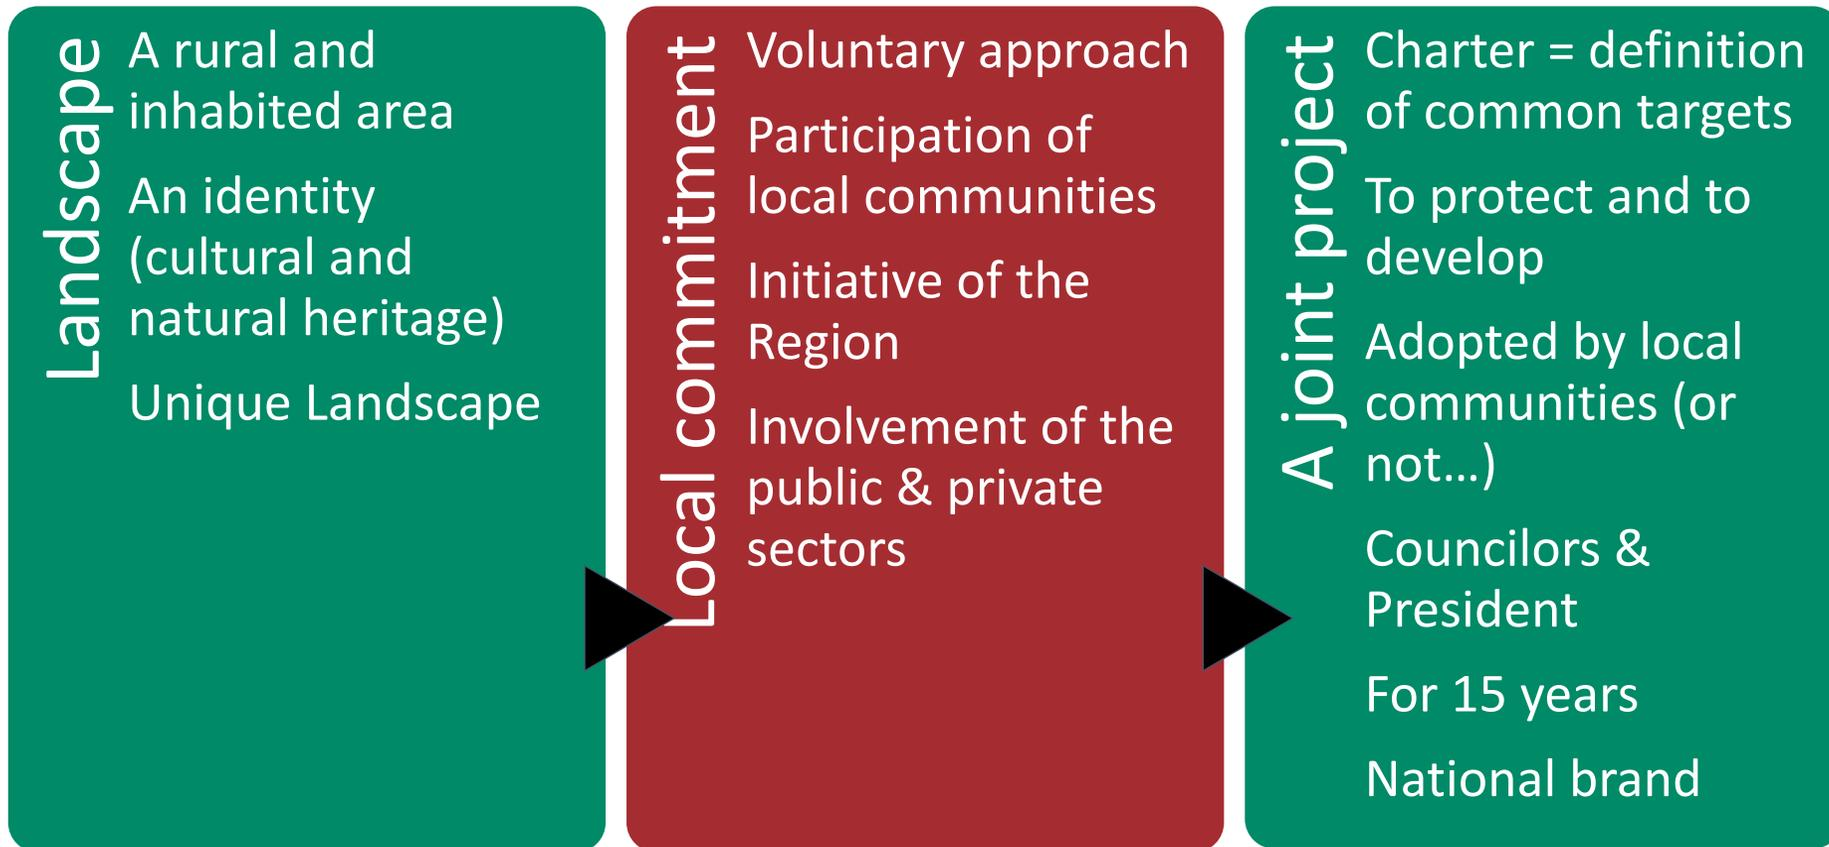 Landscape
A rural and
inhabited area
An identity
(cultural and
natural heritage)
Unique Landscape
Local commitment
Voluntary approach
Participation of
local communities
Initiative of the
Region
Involvement of the
public & private
sectors
A joint project
Charter = definition
of common targets
To protect and to
develop
Adopted by local
communities (or
not…)
Councilors &
President
For 15 years
National brand